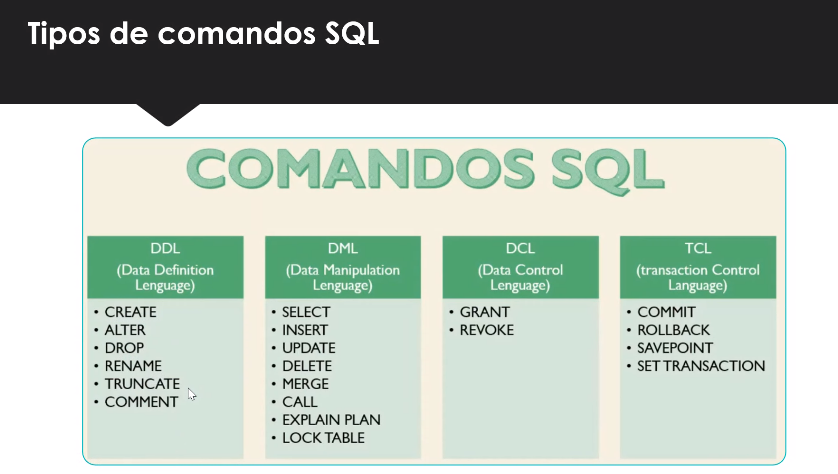 Tipos de comandos SQL
COMANDOS SQL
DDL
(Data Definition
Lenguage)
• CREATE
• ALTER
• DROP
• RENAME
• TRUNCATE
• COMMENT
DML
(Data Manipulation
Lenguage)
• SELECT
• INSERT
• UPDATE
• DELETE
• MERGE
• CALL
• EXPLAIN PLAN
• LOCK TABLE
DCL
(Data Control
Lenguage)
• GRANT
• REVOKE
TCL
(transaction Control
Language)
• COMMIT
• ROLLBACK
• SAVEPOINT
• SET TRANSACTION